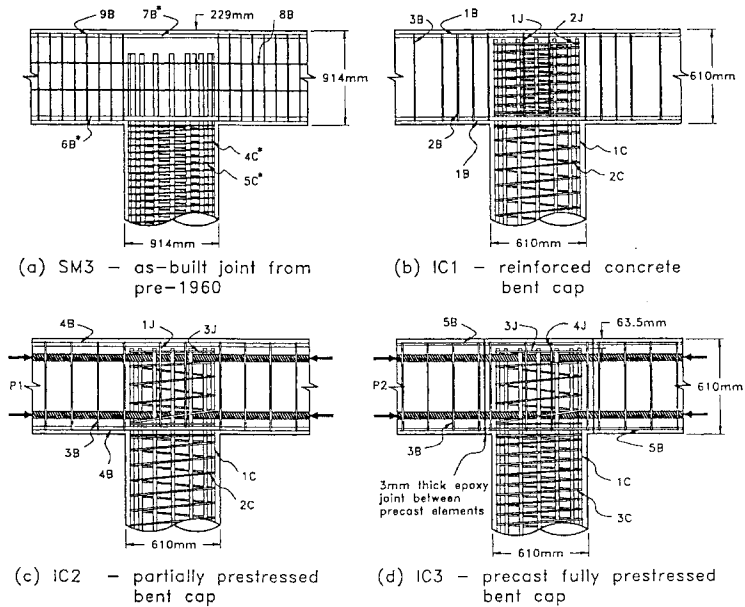 9B 7B* 229mm 8B
914mm
6B*
4C*
5C*
914mm
(a) SM3 – as-built joint from
pre-1960
3B 1B 1J 2J
610mm
2B
1B
1C
2C
610mm
(b) IC1 – reinforced concrete
bent cap
4B 1J 3J
P1
3B
4B
1C
2C
610mm
(c) IC2 – partially prestressed
bent cap
5B 3J 4J 63.5mm
P2
610mm
3B
5B
3mm thick epoxy
joint between
precast elements
1C
3C
610mm
(d) IC3 – precast fully prestressed
bent cap